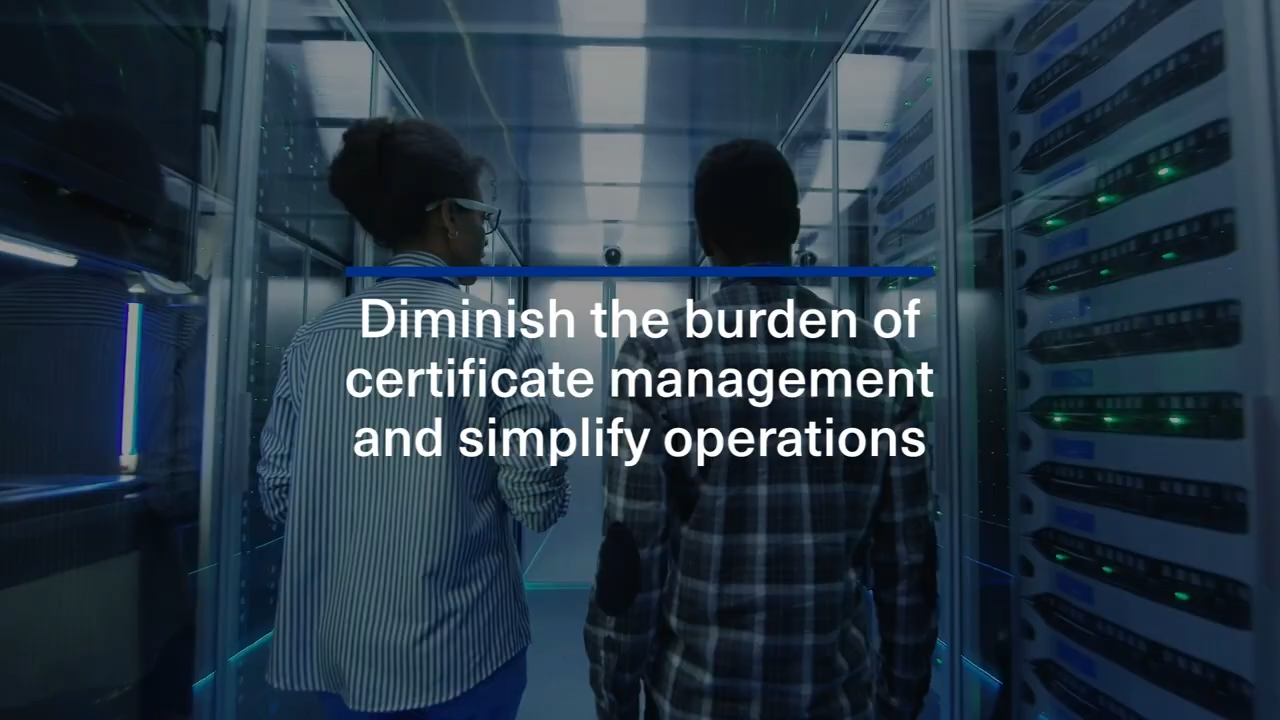 Diminish the burden of
certificate management
and simplify operations